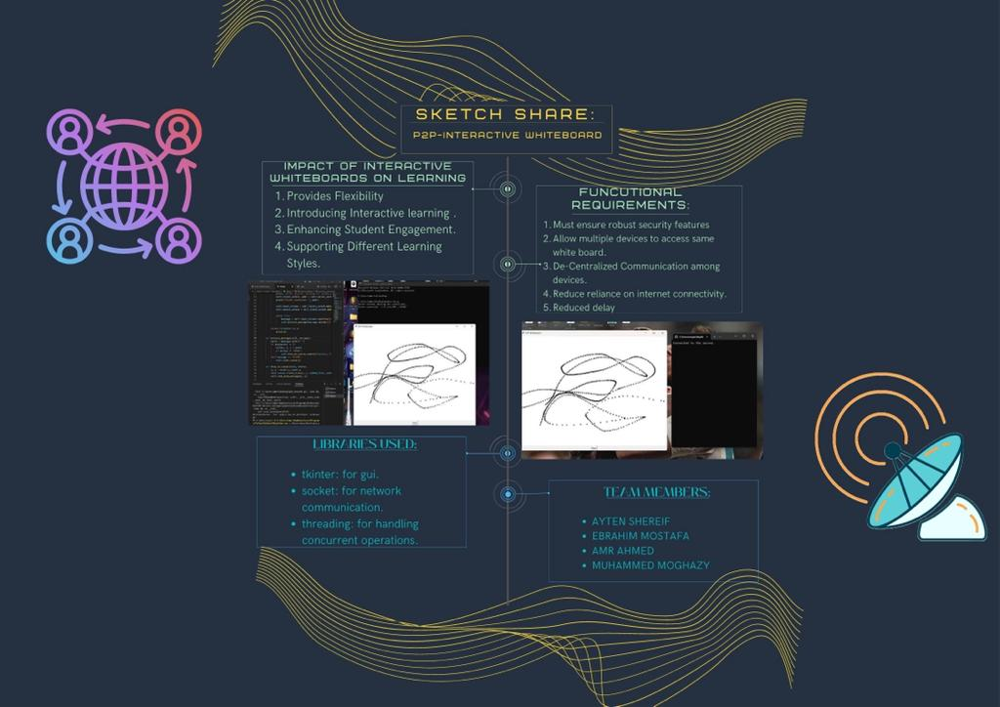 SKETCH SHARE:
P2P-INTERACTIVE WHITEBOARD
IMPACT OF INTERACTIVE
WHITEBOARDS ON LEARNING
1. Provides Flexibility
2. Introducing Interactive learning .
3. Enhancing Student Engagement.
4. Supporting Different Learning
Styles.
FUNCUTIONAL
REQUIREMENTS:
1. Must ensure robust security features
2. Allow multiple devices to access same
white board.
3. De-Centralized Communication among
devices.
4. Reduce reliance on internet connectivity.
5. Reduced delay
LIBRARIES USED:
• tkinter: for gui.
• socket: for network
communication.
• threading: for handling
concurrent operations.
TEAM MEMBERS:
• AYTEN SHEREIF
• EBRAHIM MOSTAFA
• AMR AHMED
• MUHAMMED MOGHAZY